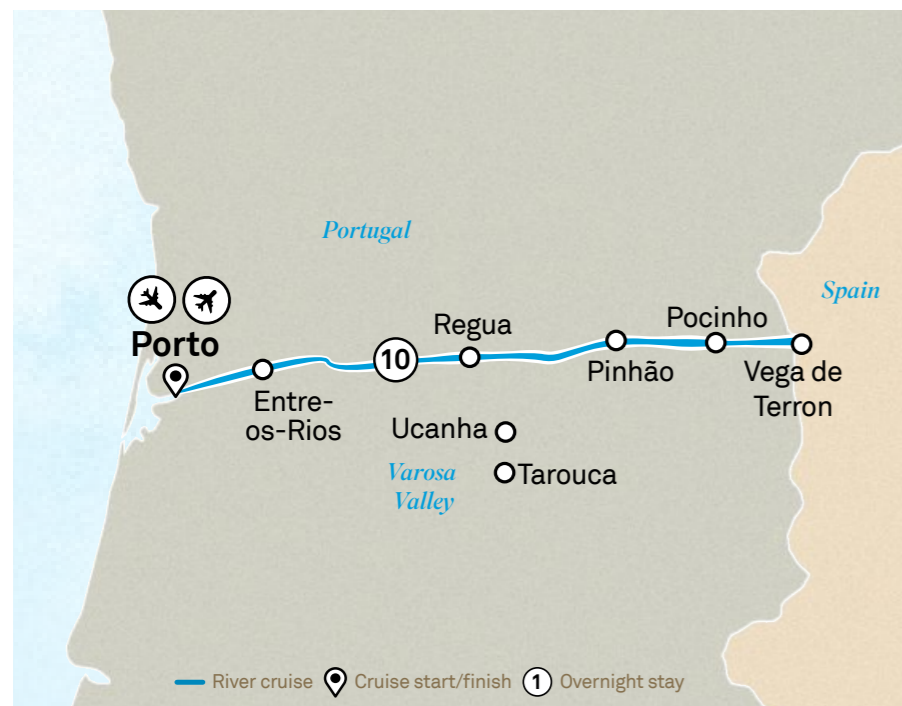 Portugal
Spain
Porto
Regua
Pocinho
10
Pinhão
Vega de
Terron
Entre-
os-Rios
Ucanha
Varosa
Valley
Tarouca
River cruise
Cruise start/finish
1 Overnight stay